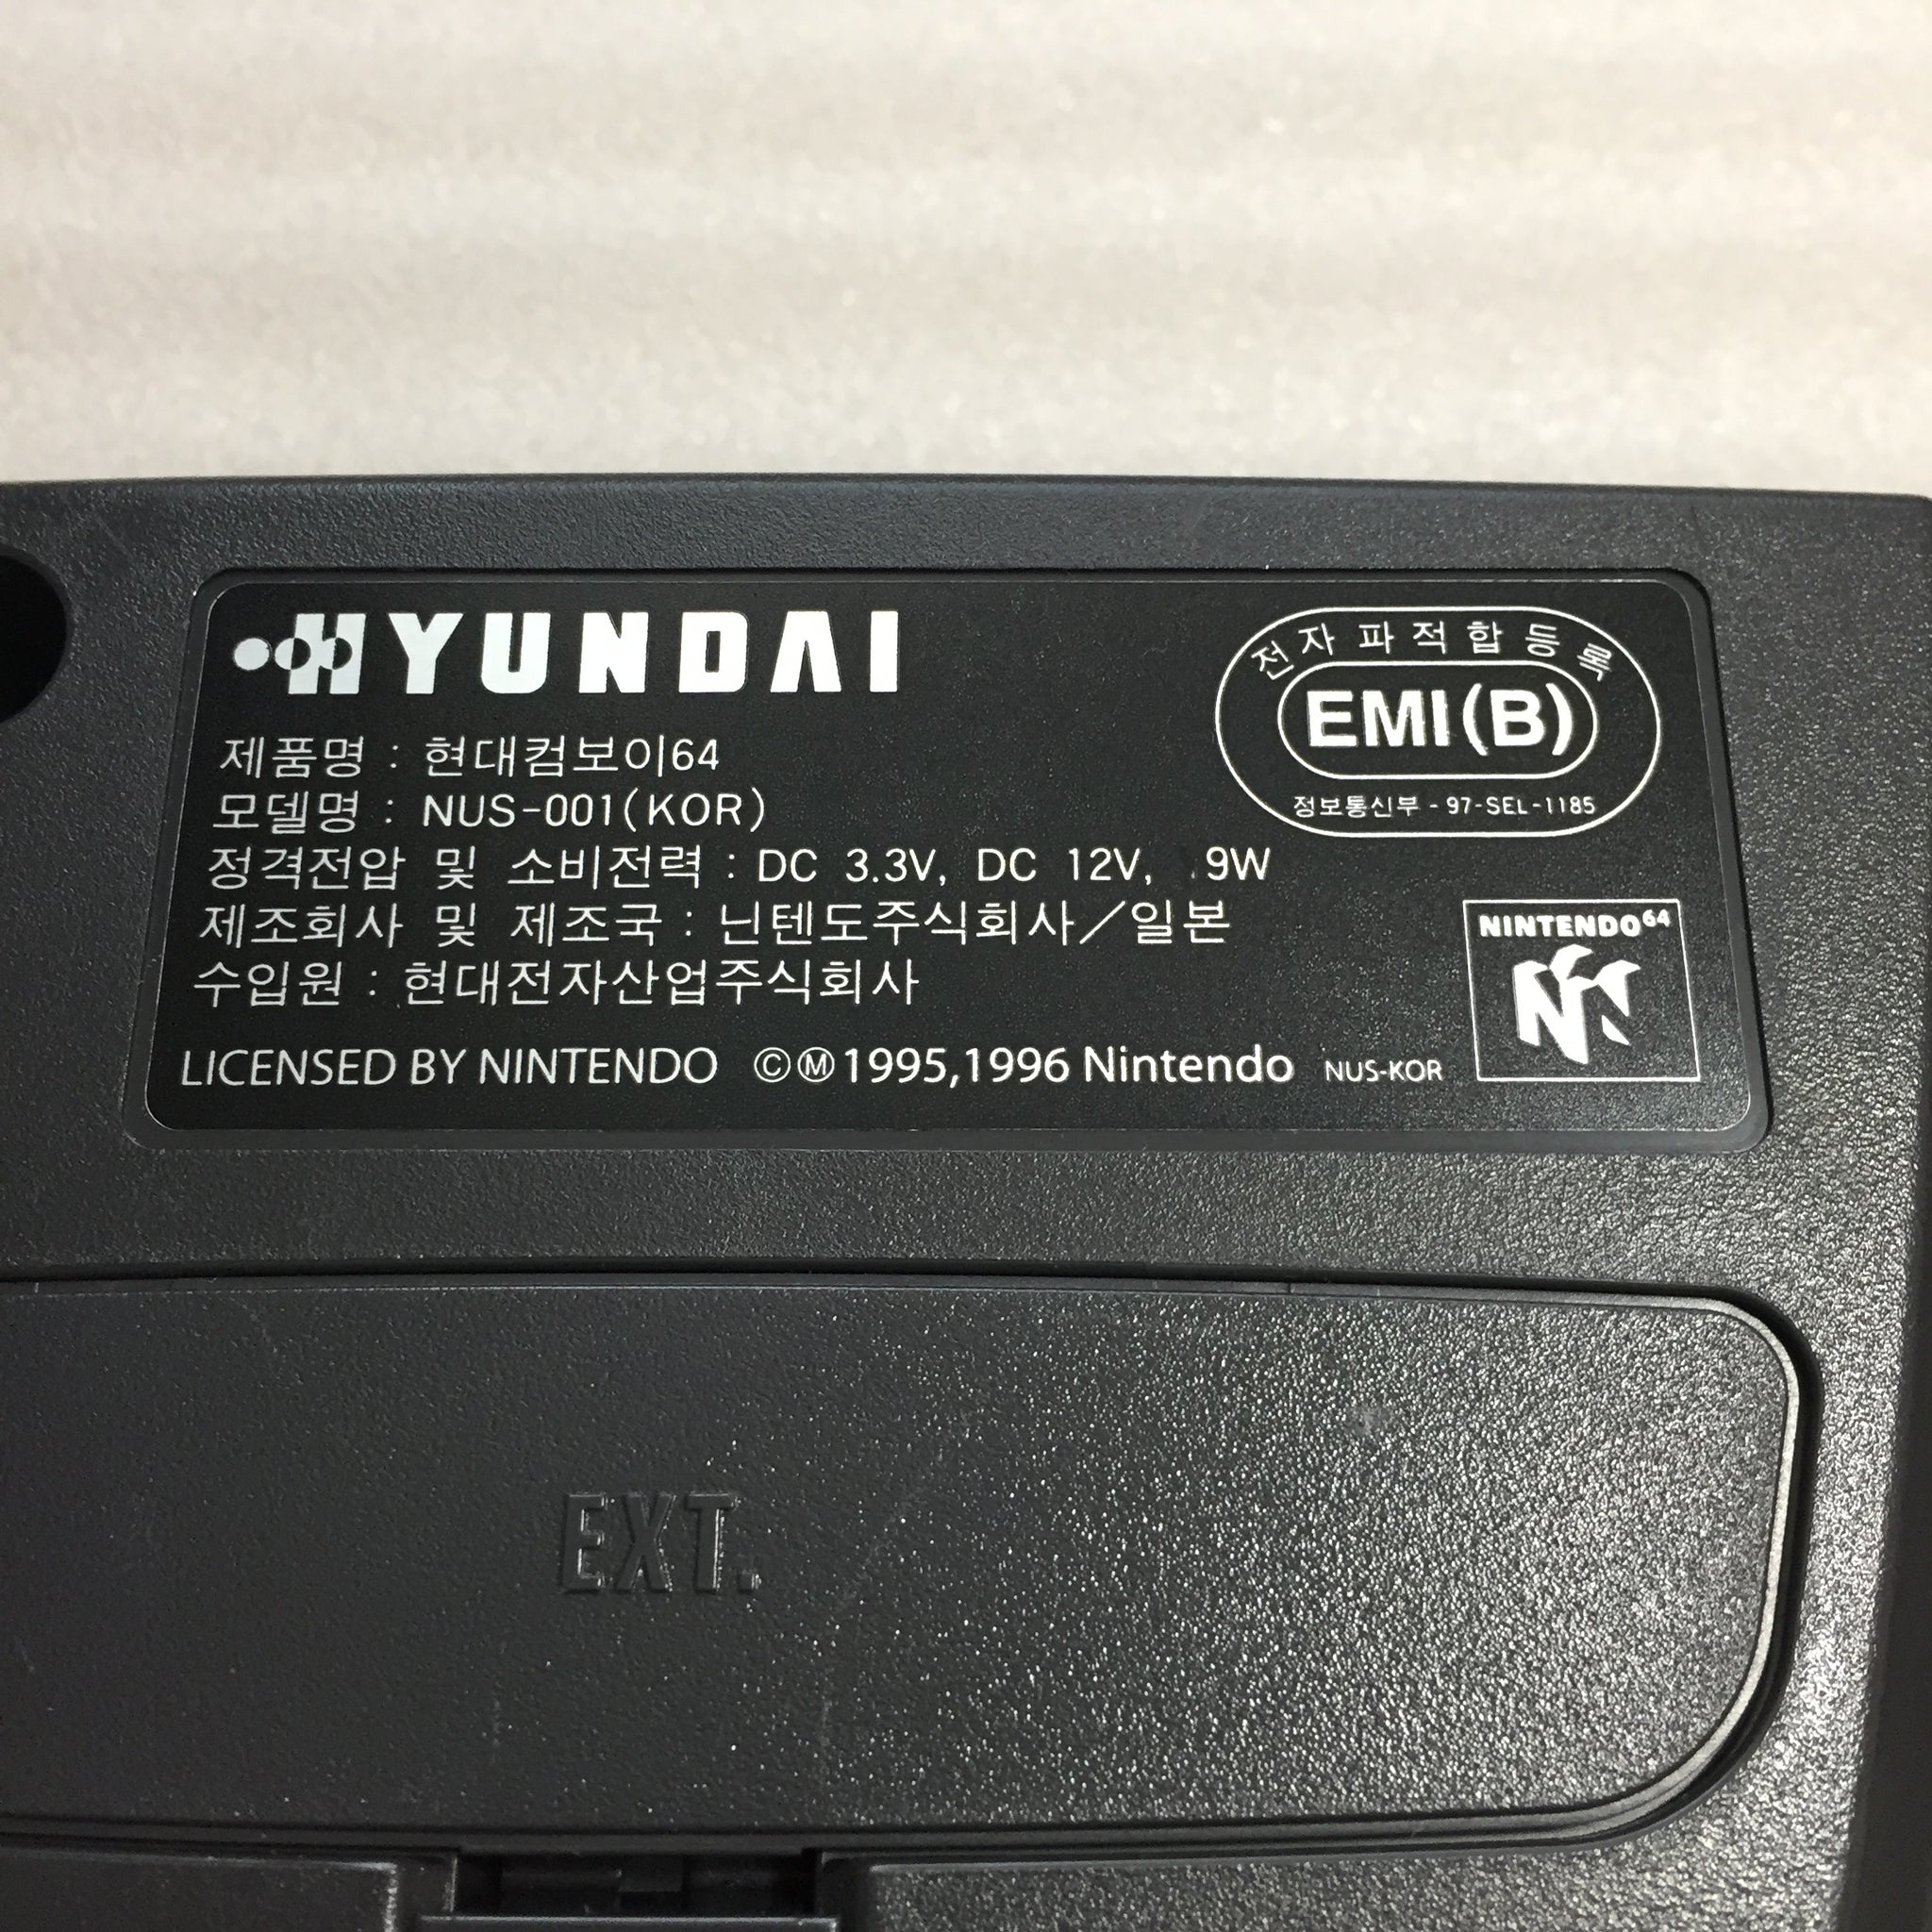 HYUNDAI
전자파적합등록
EMI(B)
정보통신부 - 97-SEL-1185
제품명 : 현대컴보이64
모델명 : NUS-001(KOR)
정격전압 및 소비전력 : DC 3.3V, DC 12V, 9W
제조회사 및 제조국 : 닌텐도주식회사/일본
수입원 : 현대전자산업주식회사
NINTENDO64
LICENSED BY NINTENDO ©Ⓜ1995,1996 Nintendo NUS-KOR
EXT.